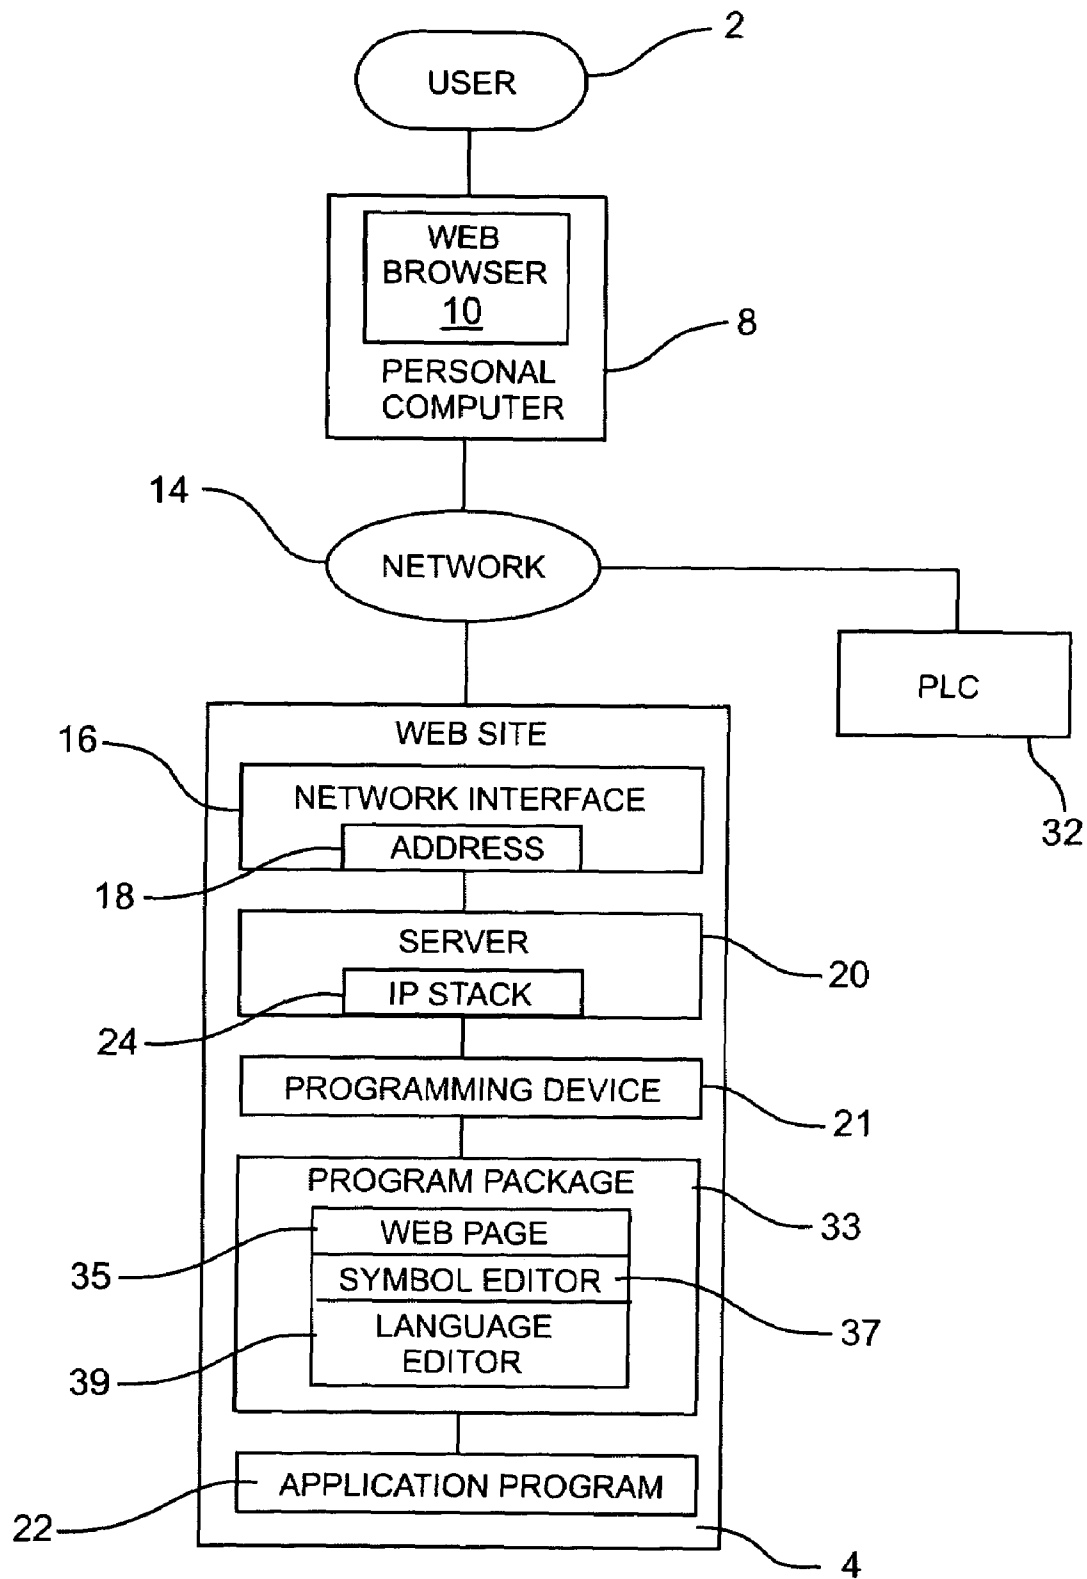 2
USER
WEB
BROWSER
10
8
PERSONAL
COMPUTER
14
NETWORK
PLC
32
WEB SITE
16
NETWORK INTERFACE
ADDRESS
18
SERVER
20
IP STACK
24
PROGRAMMING DEVICE
21
PROGRAM PACKAGE
33
WEB PAGE
35
SYMBOL EDITOR
37
LANGUAGE
EDITOR
39
APPLICATION PROGRAM
22
4